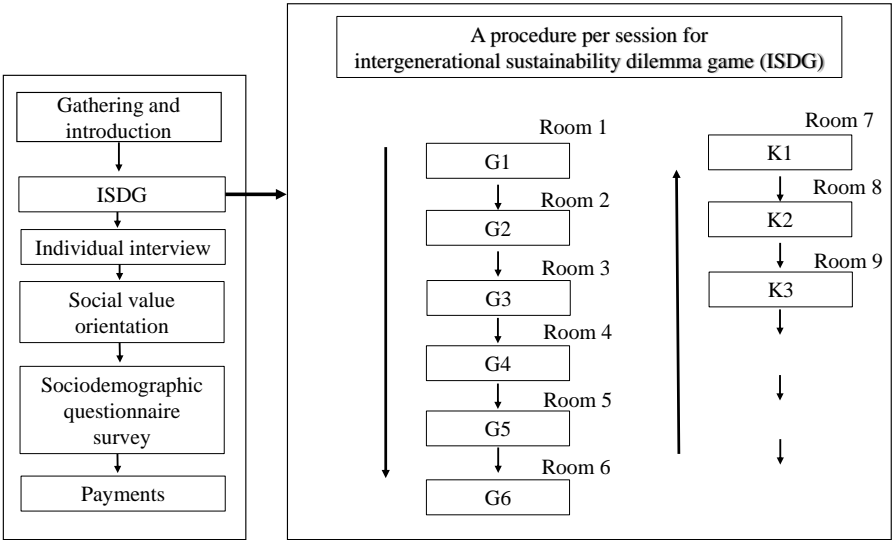 A procedure per session for
intergenerational sustainability dilemma game (ISDG)
Gathering and
introduction
ISDG
Individual interview
Social value
orientation
Sociodemographic
questionnaire
survey
Payments
Room 1
G1
Room 2
G2
Room 3
G3
Room 4
G4
Room 5
G5
Room 6
G6
Room 7
K1
Room 8
K2
Room 9
K3